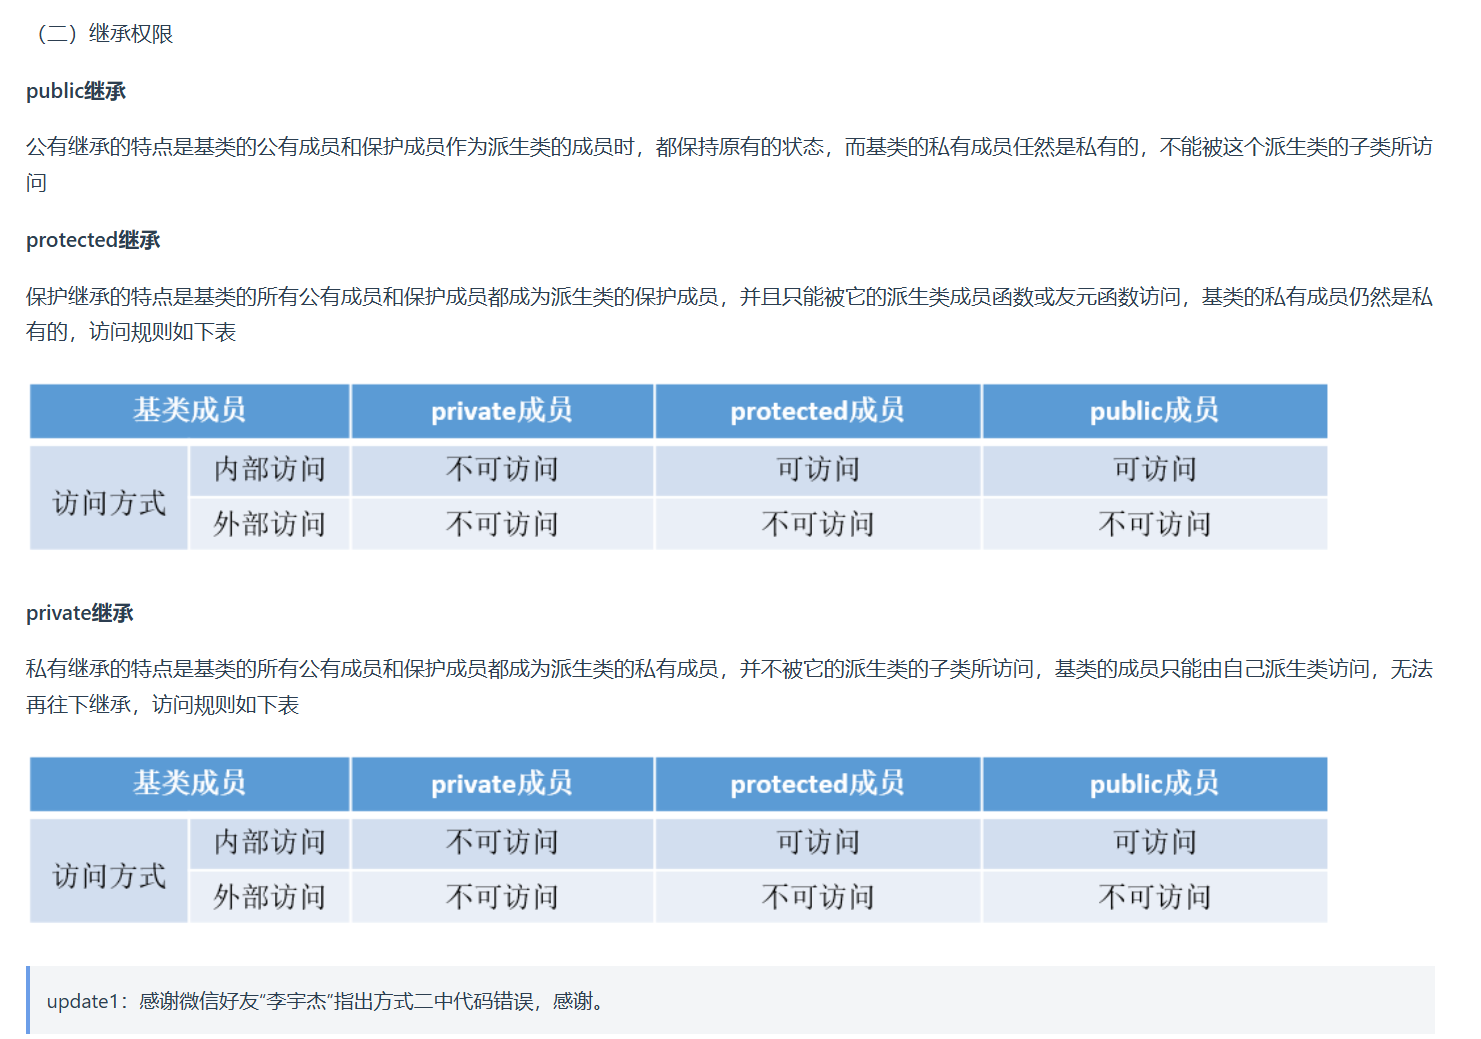 （二）继承权限
public继承
公有继承的特点是基类的公有成员和保护成员作为派生类的成员时，都保持原有的状态，而基类的私有成员任然是私有的，不能被这个派生类的子类所访
问
protected继承
保护继承的特点是基类的所有公有成员和保护成员都成为派生类的保护成员，并且只能被它的派生类成员函数或友元函数访问，基类的私有成员仍然是私
有的，访问规则如下表
基类成员 private成员 protected成员 public成员
访问方式 内部访问 不可访问 可访问 可访问
外部访问 不可访问 不可访问 不可访问
private继承
私有继承的特点是基类的所有公有成员和保护成员都成为派生类的私有成员，并不被它的派生类的子类所访问，基类的成员只能由自己派生类访问，无法
再往下继承，访问规则如下表
基类成员 private成员 protected成员 public成员
访问方式 内部访问 不可访问 可访问 可访问
外部访问 不可访问 不可访问 不可访问
update1：感谢微信好友“李宇杰”指出方式二中代码错误，感谢。